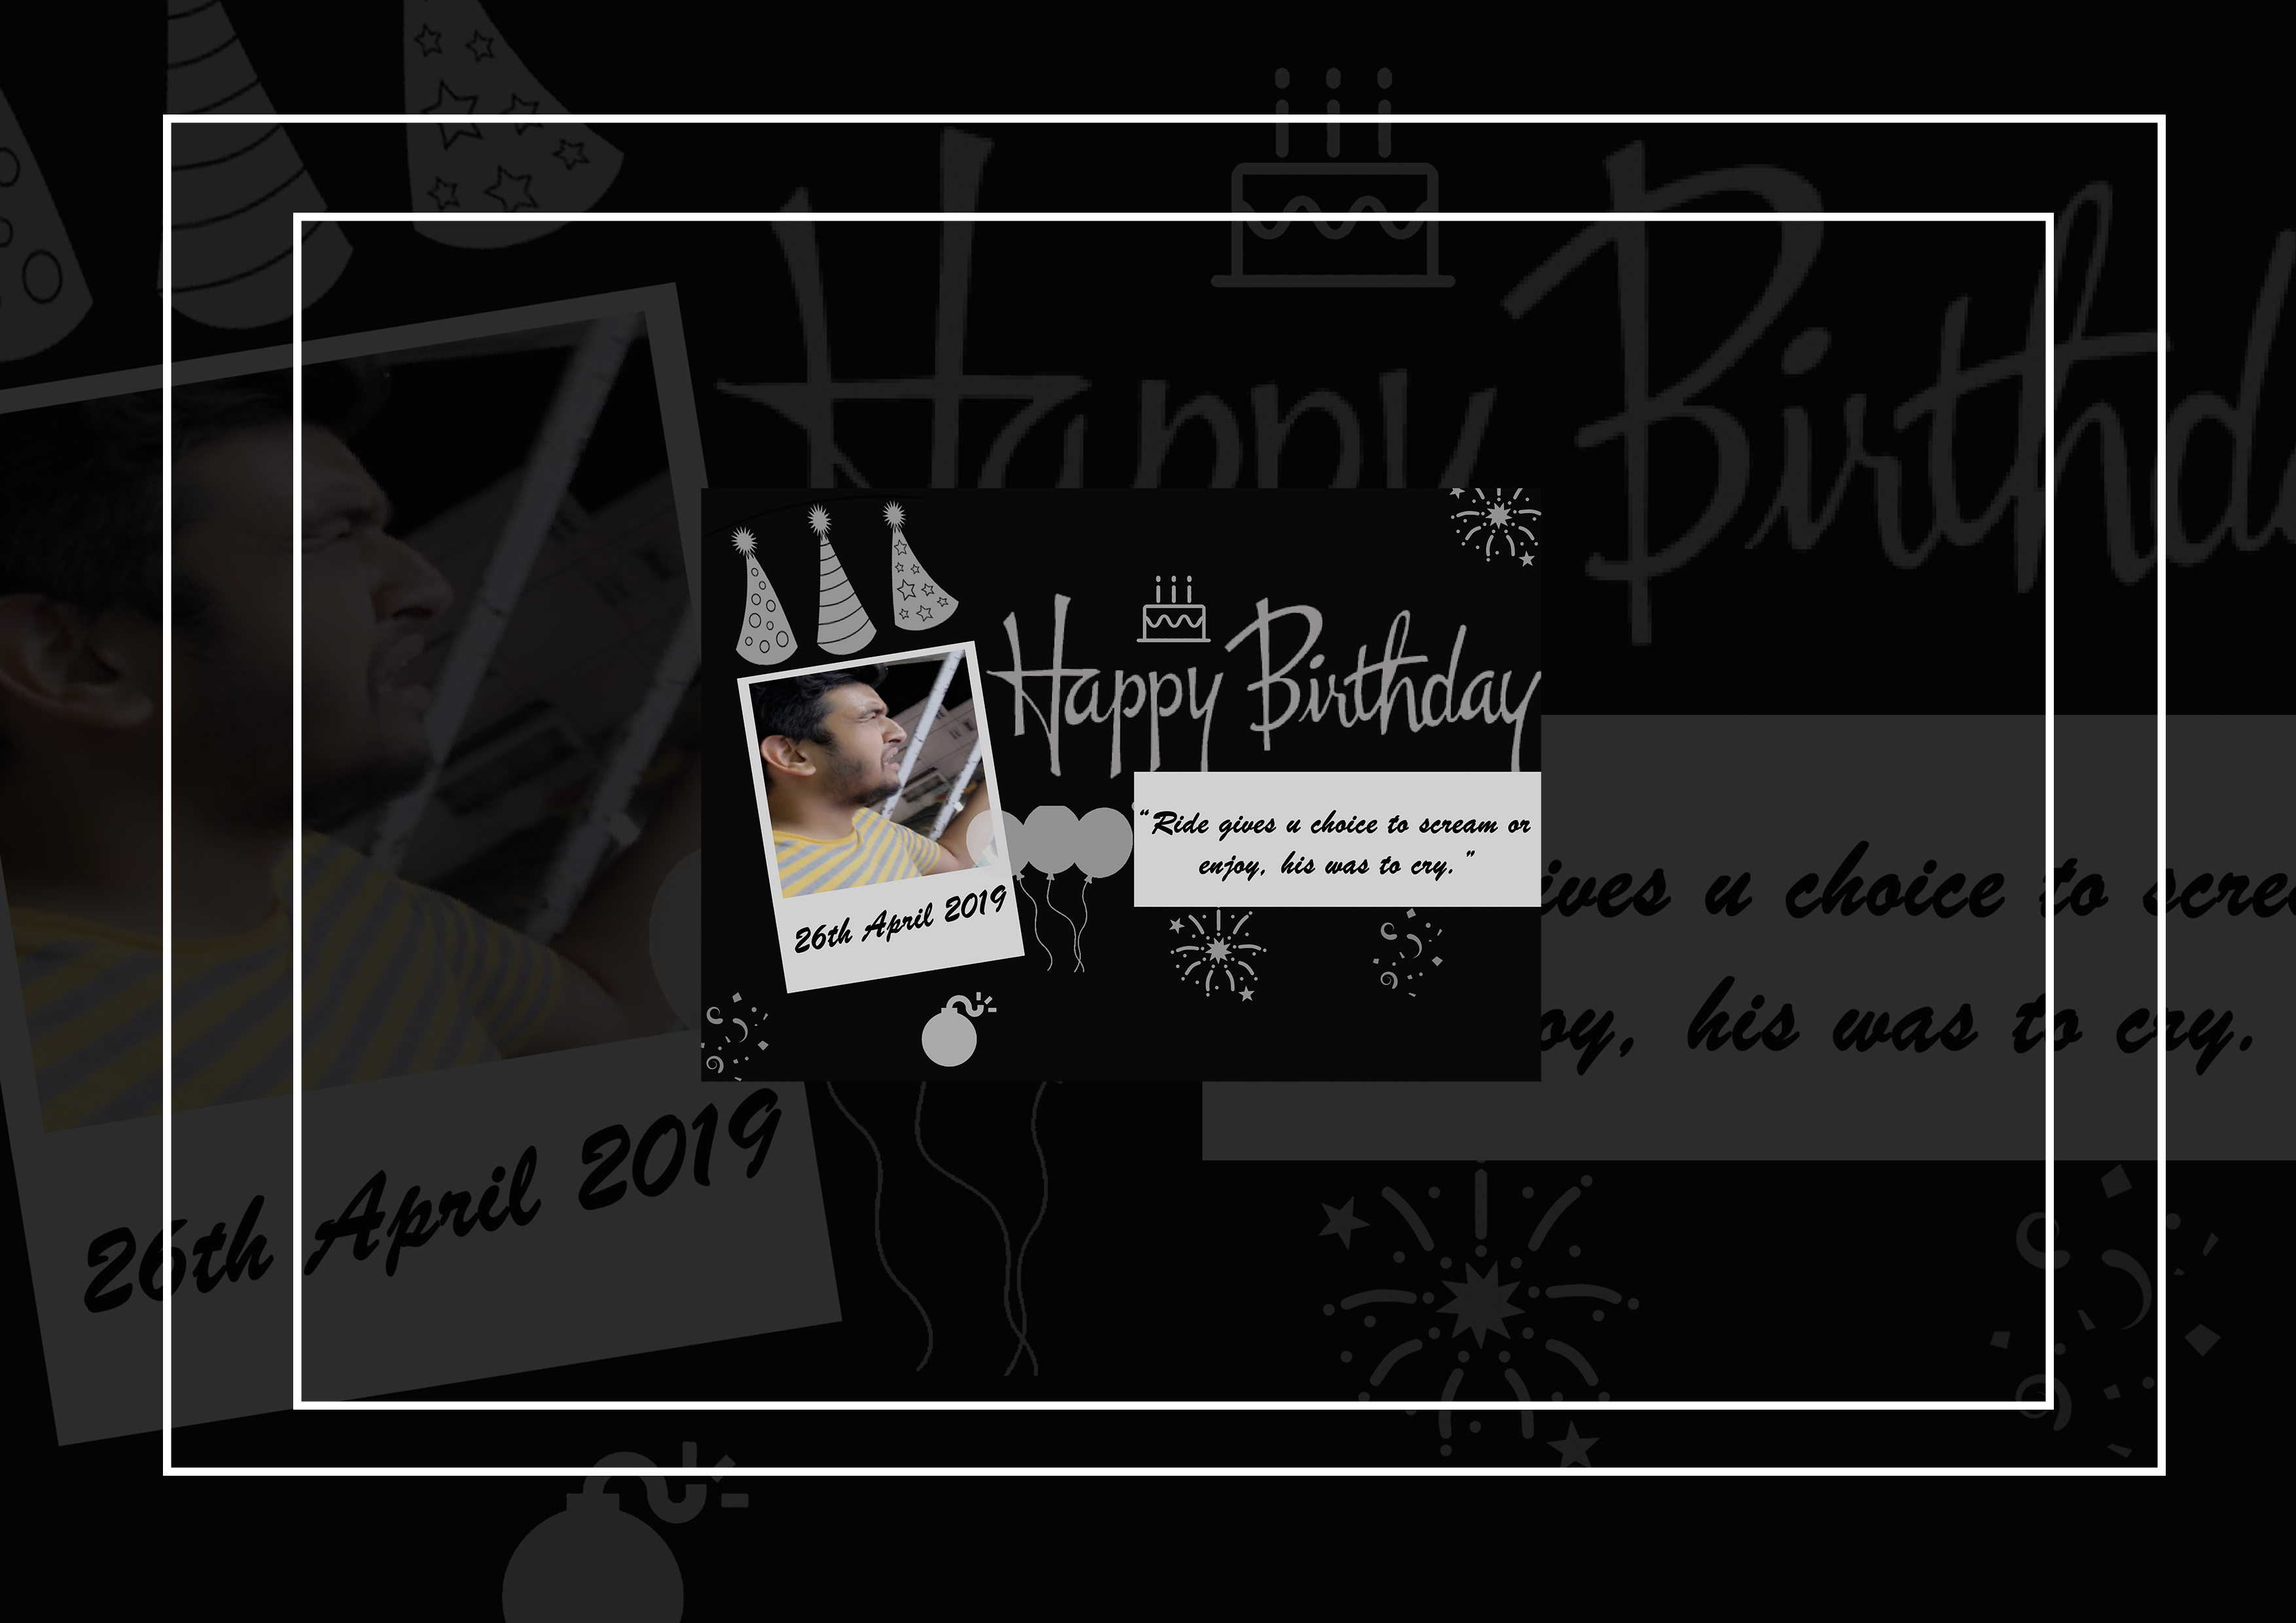 Happy Birthd
Happy Birthday
"Ride gives u choice to scream or
enjoy, his was to cry."
26th April 2019
ives u choice to scre
oy, his was to cry.
26th April 2019